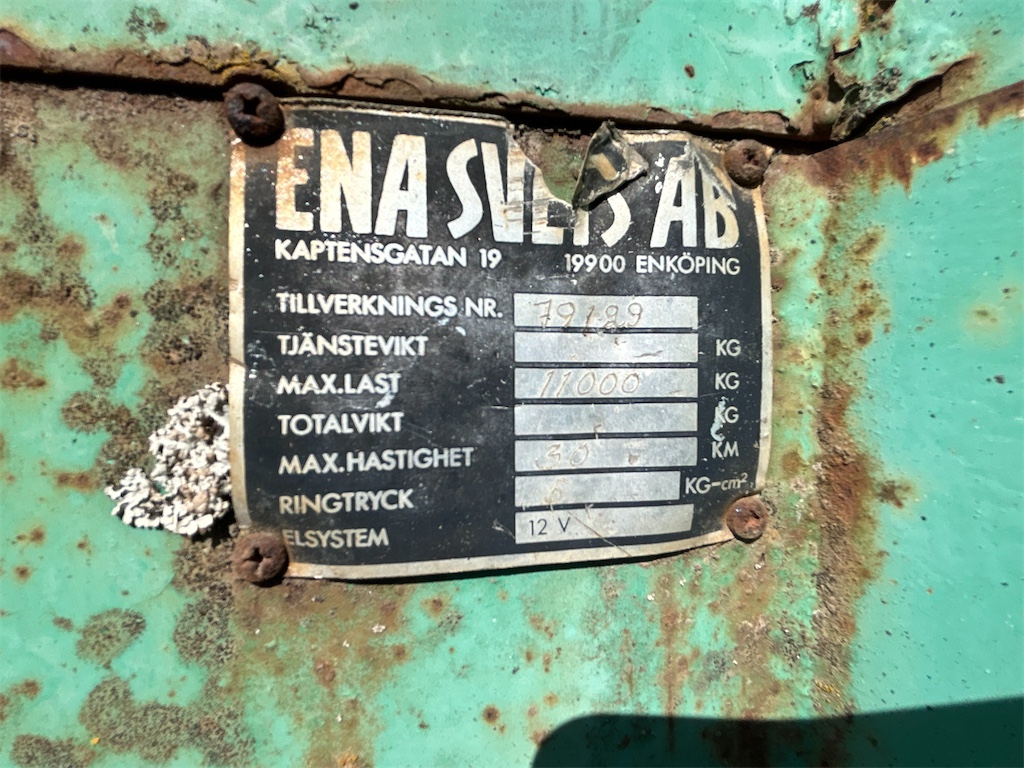 ENA SVETS AB
KAPTENSGATAN 19 19900 ENKÖPING
TILLVERKNINGS NR. 79189
TJÄNSTEVIKT KG
MAX.LAST 11000 KG
TOTALVIKT KG
MAX.HASTIGHET 30 KM
RINGTRYCK KG-cm²
ELSYSTEM 12 V